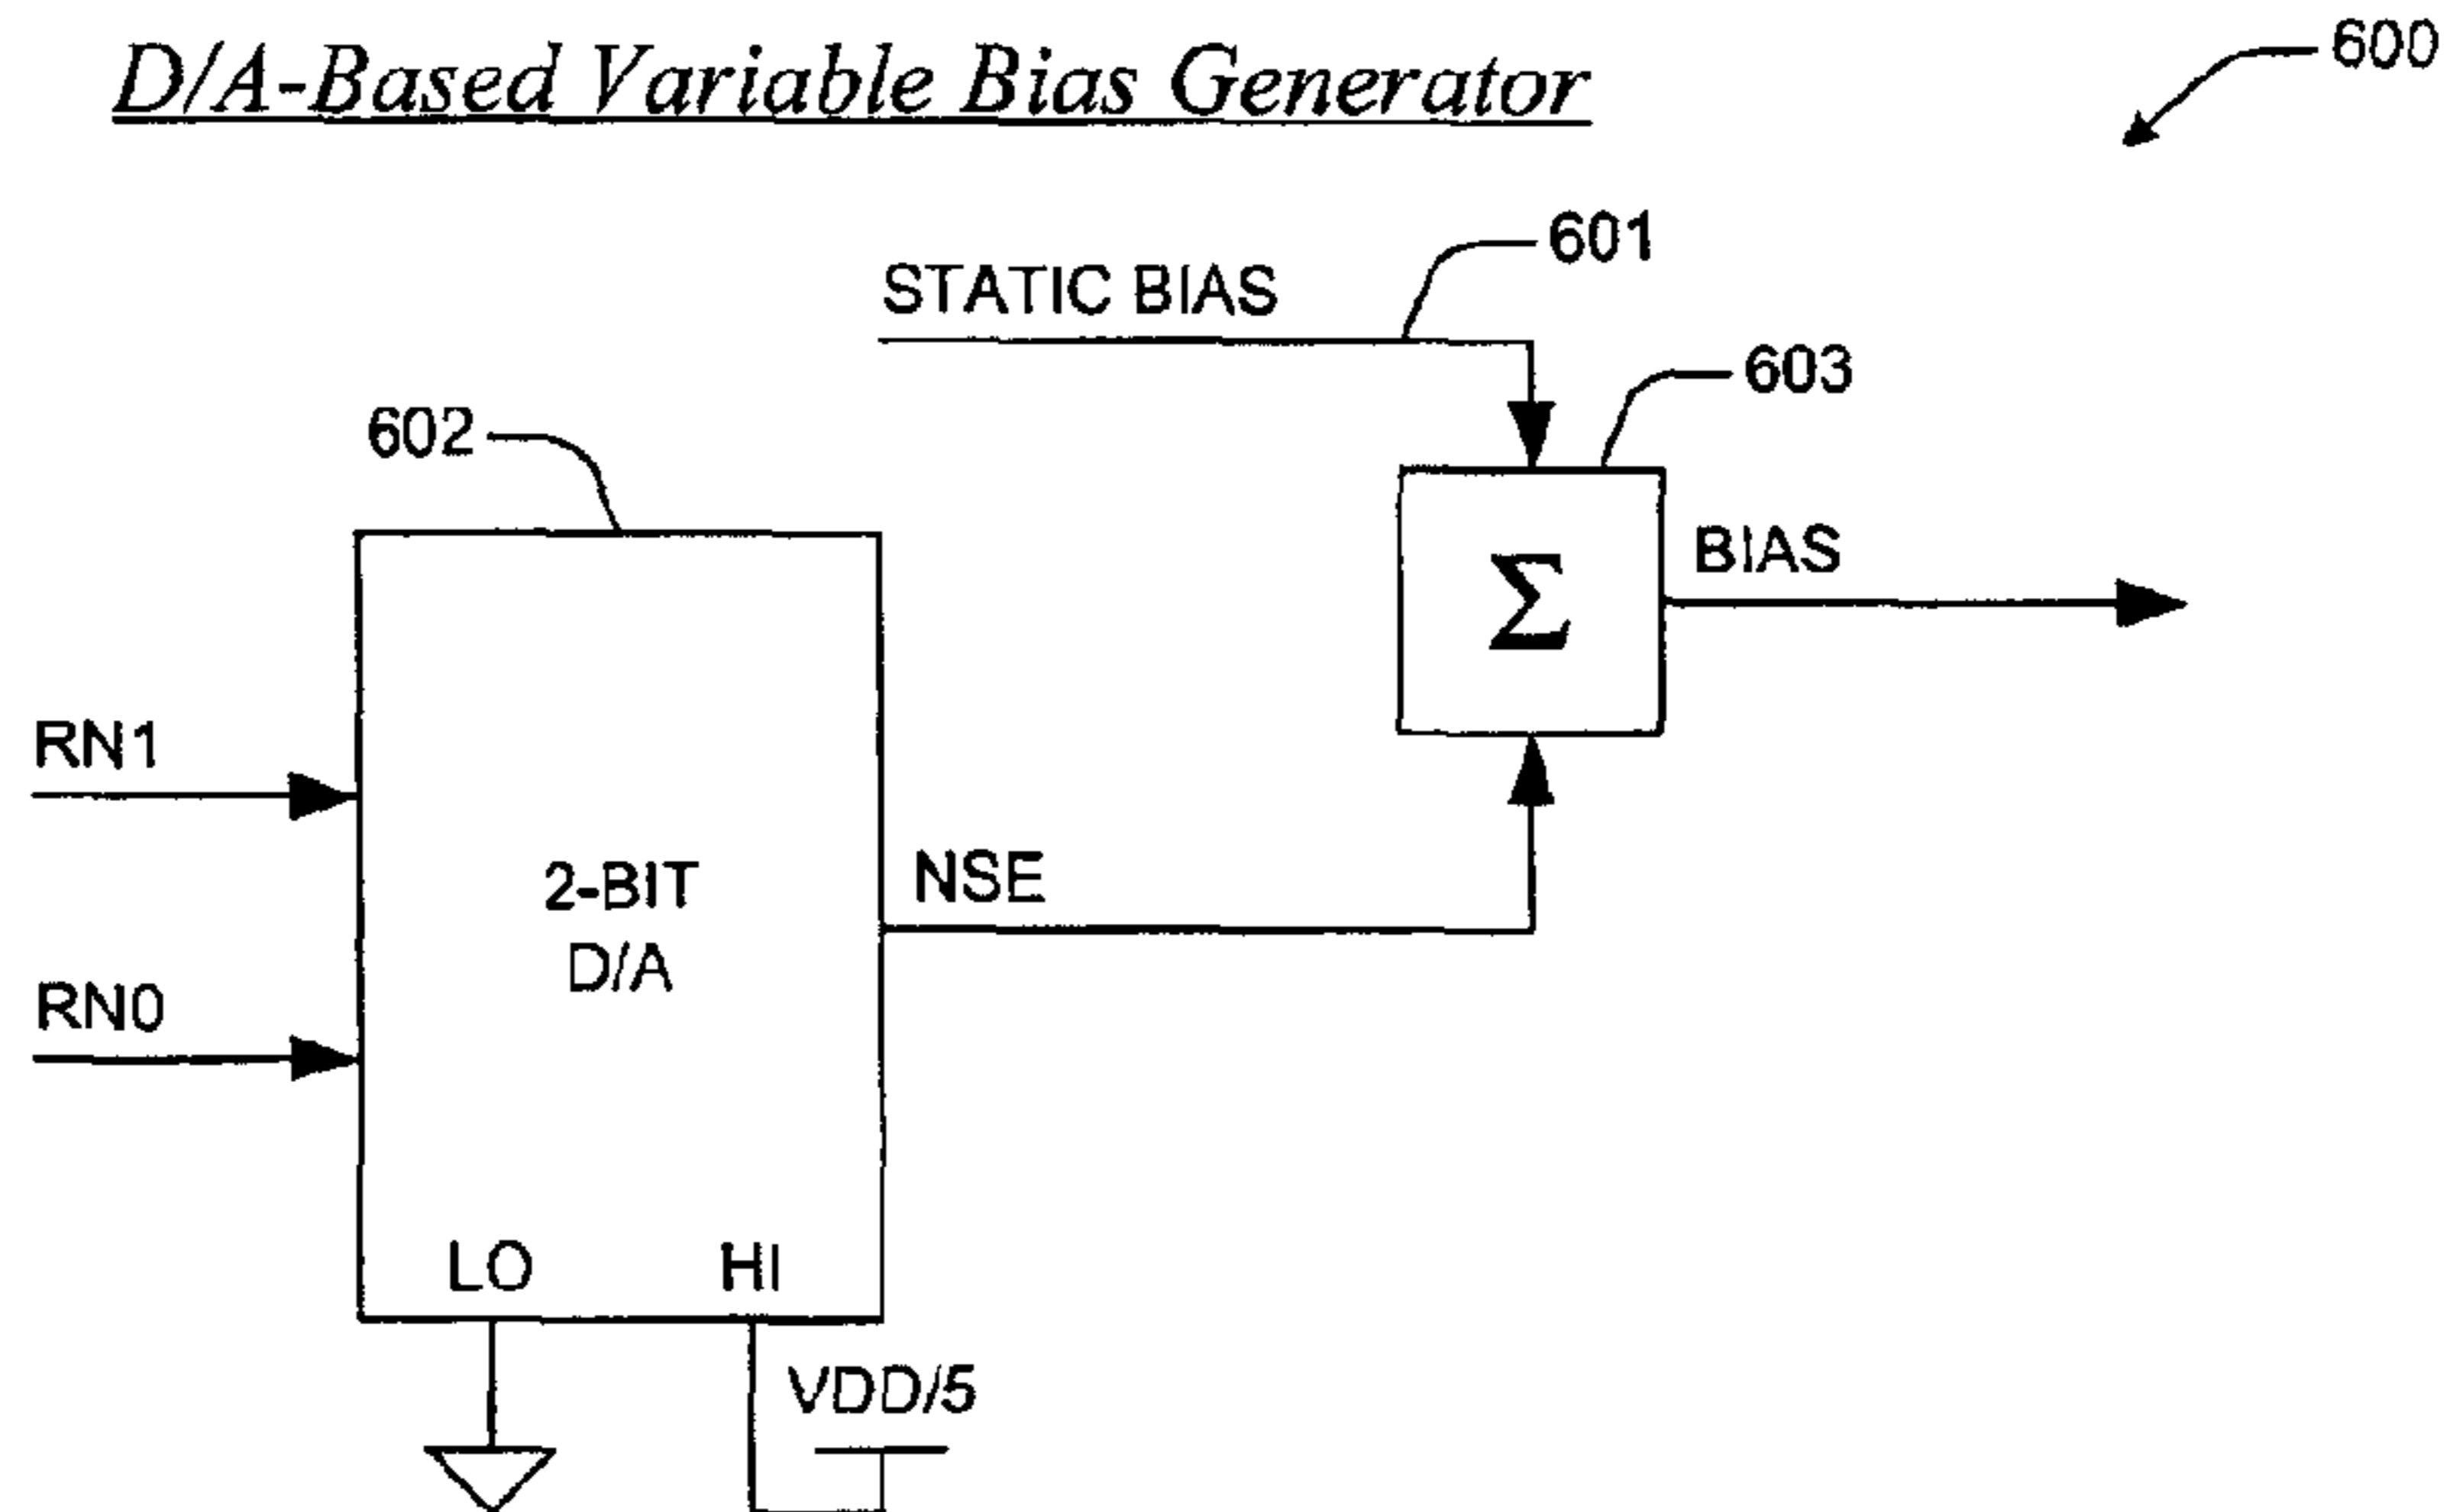 D/A-Based Variable Bias Generator
600
601
STATIC BIAS
603
602
BIAS
Σ
RN1
NSE
2-BIT
D/A
RN0
LO
HI
VDD/5